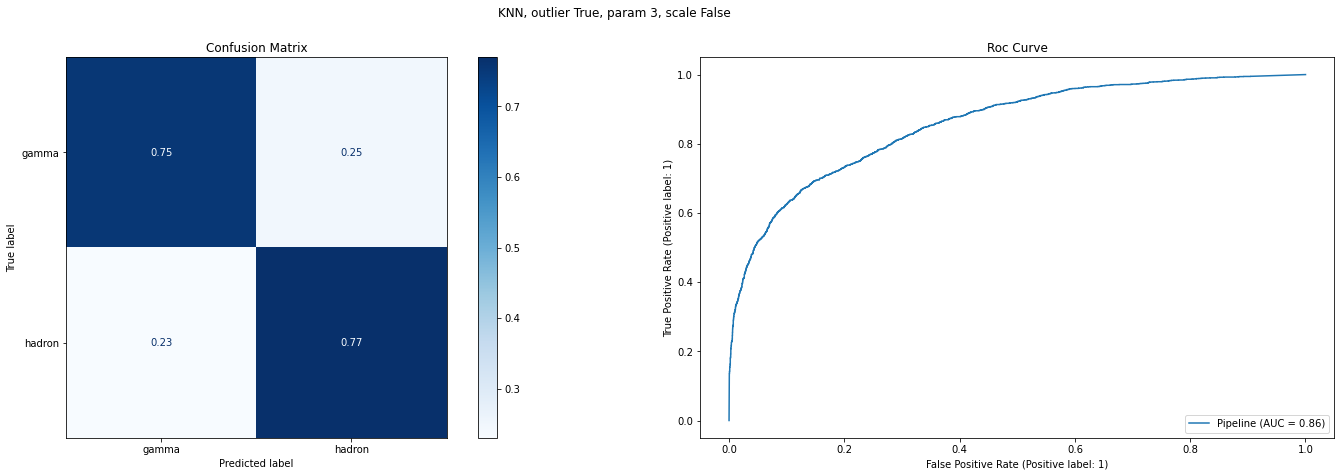 KNN, outlier True, param 3, scale False
Confusion Matrix
True label
gamma
hadron
0.75
0.25
0.23
0.77
gamma
hadron
Predicted label
0.7
0.6
0.5
0.4
0.3
Roc Curve
True Positive Rate (Positive label: 1)
1.0
0.8
0.6
0.4
0.2
0.0
Pipeline (AUC = 0.86)
0.0
0.2
0.4
0.6
0.8
1.0
False Positive Rate (Positive label: 1)